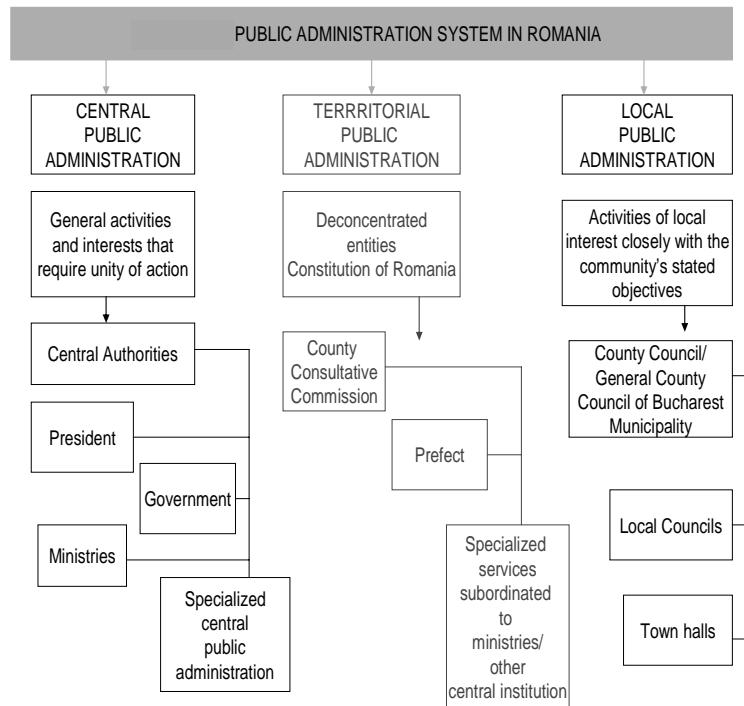 PUBLIC ADMINISTRATION SYSTEM IN ROMANIA
CENTRAL
PUBLIC
ADMINISTRATION
General activities
and interests that
require unity of action
Central Authorities
President
Government
Ministries
Specialized
central
public
administration
TERRRITORIAL
PUBLIC
ADMINISTRATION
Deconcentrated
entities
Constitution of Romania
County
Consultative
Commission
Prefect
Specialized
services
subordinated
to
ministries/
other
central institution
LOCAL
PUBLIC
ADMINISTRATION
Activities of local
interest closely with the
community's stated
objectives
County Council/
General County
Council of Bucharest
Municipality
Local Councils
Town halls